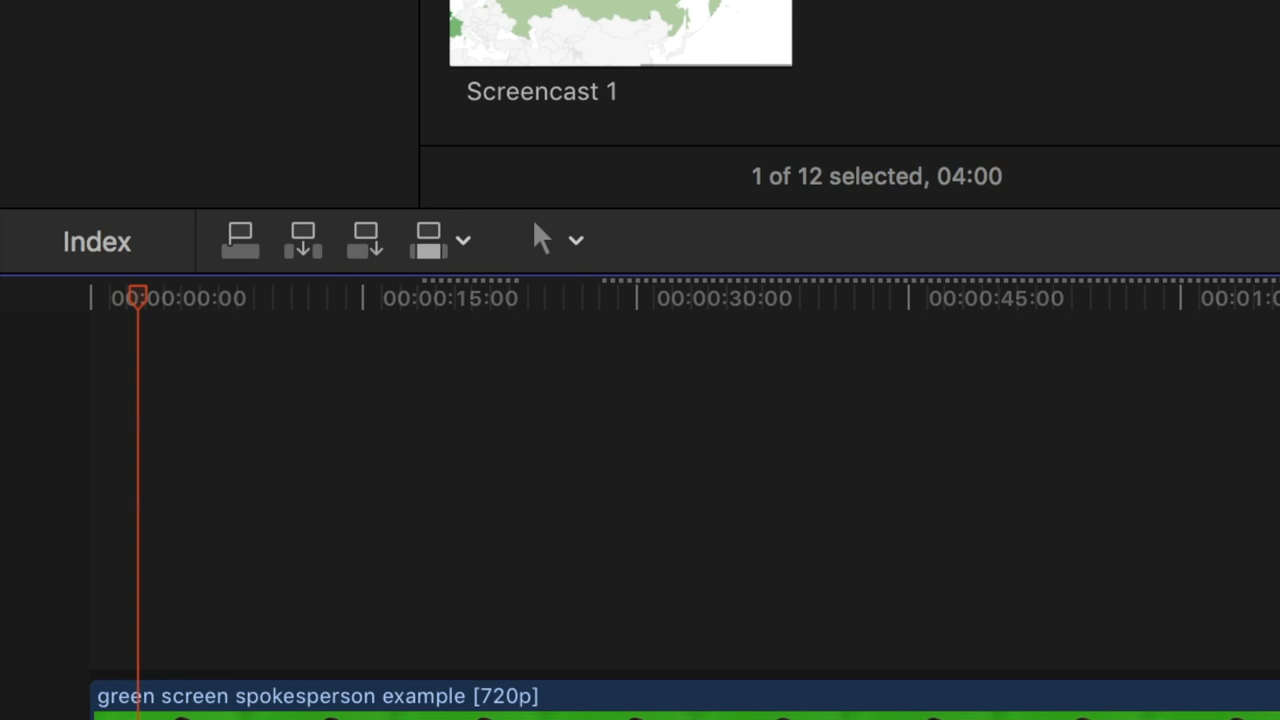 Screencast 1
1 of 12 selected, 04:00
Index
00:00:00:00 00:00:15:00 00:00:30:00 00:00:45:00
green screen spokesperson example [720p]